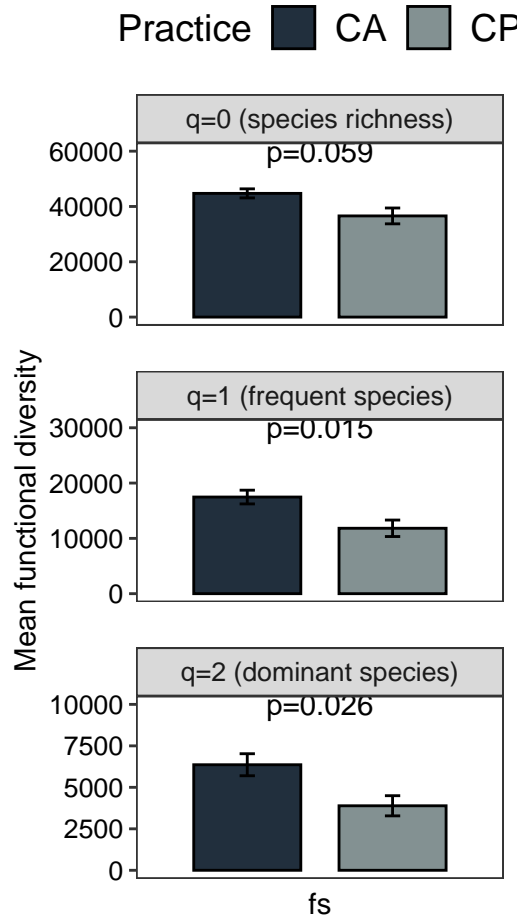 Practice CA CP
q=0 (species richness)
p=0.059
60000
40000
20000
0
Mean functional diversity
q=1 (frequent species)
p=0.015
30000
20000
10000
0
q=2 (dominant species)
p=0.026
10000
7500
5000
2500
0
fs